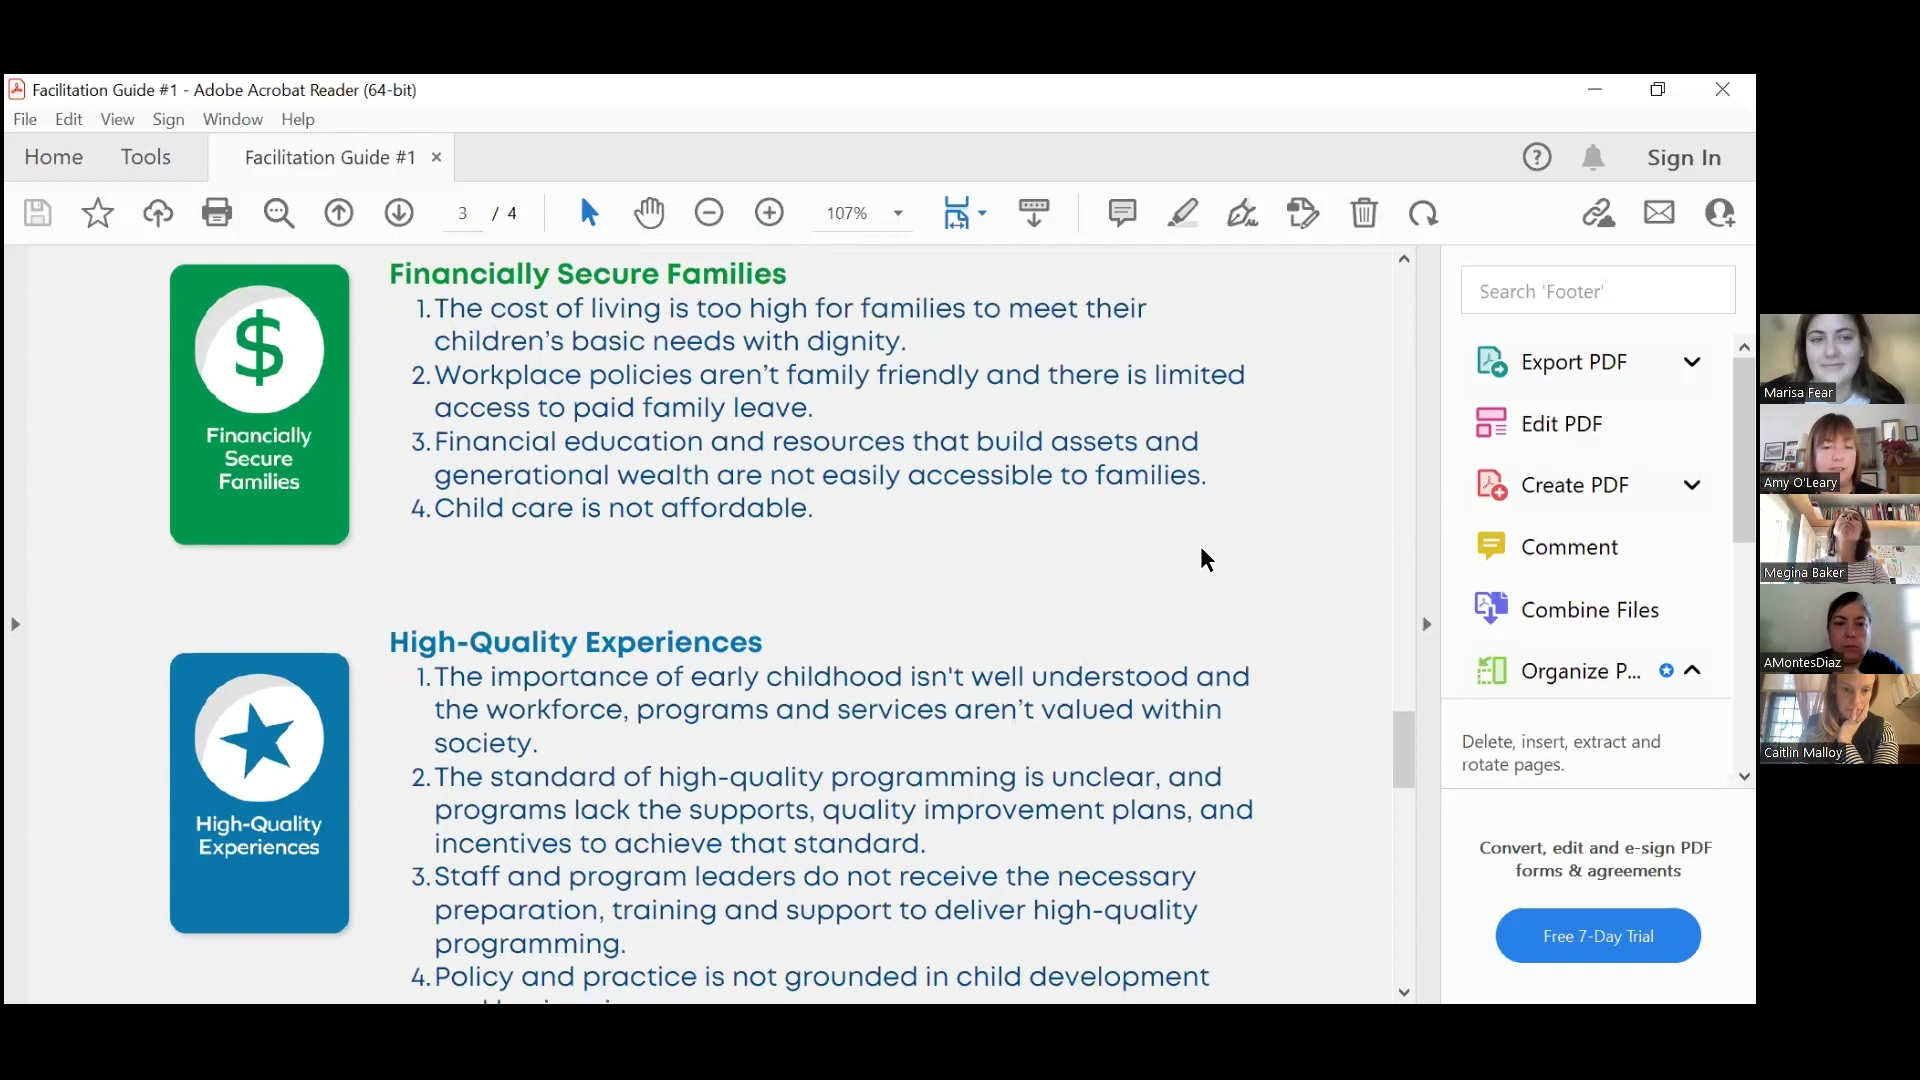 Facilitation Guide #1 - Adobe Acrobat Reader (64-bit)
File Edit View Sign Window Help
Home Tools Facilitation Guide #1 × Sign In
3 / 4 107%
Financially Secure Families
1. The cost of living is too high for families to meet their
children's basic needs with dignity.
2. Workplace policies aren't family friendly and there is limited
access to paid family leave.
3. Financial education and resources that build assets and
generational wealth are not easily accessible to families.
4. Child care is not affordable.
$
Financially
Secure
Families
High-Quality Experiences
1. The importance of early childhood isn't well understood and
the workforce, programs and services aren't valued within
society.
2. The standard of high-quality programming is unclear, and
programs lack the supports, quality improvement plans, and
incentives to achieve that standard.
3. Staff and program leaders do not receive the necessary
preparation, training and support to deliver high-quality
programming.
4. Policy and practice is not grounded in child development
High-Quality
Experiences
Search 'Footer'
Export PDF
Edit PDF
Create PDF
Comment
Combine Files
Organize P...
Delete, insert, extract and
rotate pages.
Convert, edit and e-sign PDF
forms & agreements
Free 7-Day Trial
Marisa Fear
Amy O'Leary
Megina Baker
AMontesDiaz
Caitlin Malloy